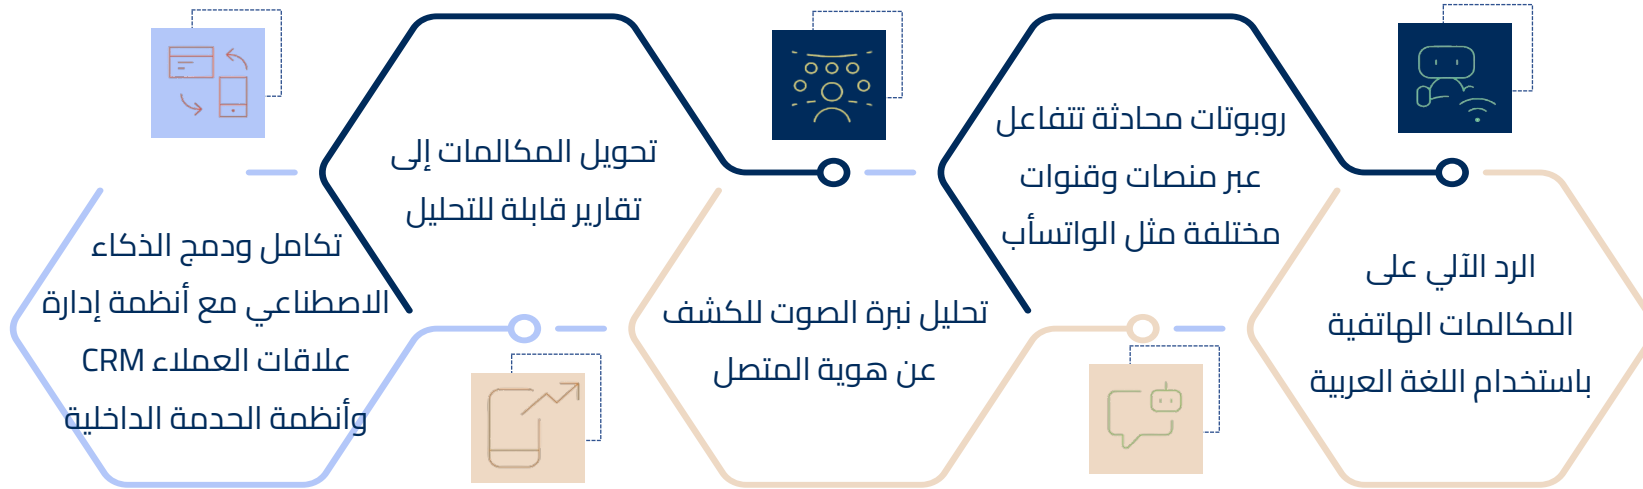 الرد الآلي على
المكالمات الهاتفية
باستخدام اللغة العربية
روبوتات محادثة تتفاعل
عبر منصات وقنوات
مختلفة مثل الواتسأب
تحليل نبرة الصوت للكشف
عن هوية المتصل
تحويل المكالمات إلى
تقارير قابلة للتحليل
تكامل ودمج الذكاء
الاصطناعي مع أنظمة إدارة
علاقات العملاء CRM
وأنظمة الحدمة الداخلية